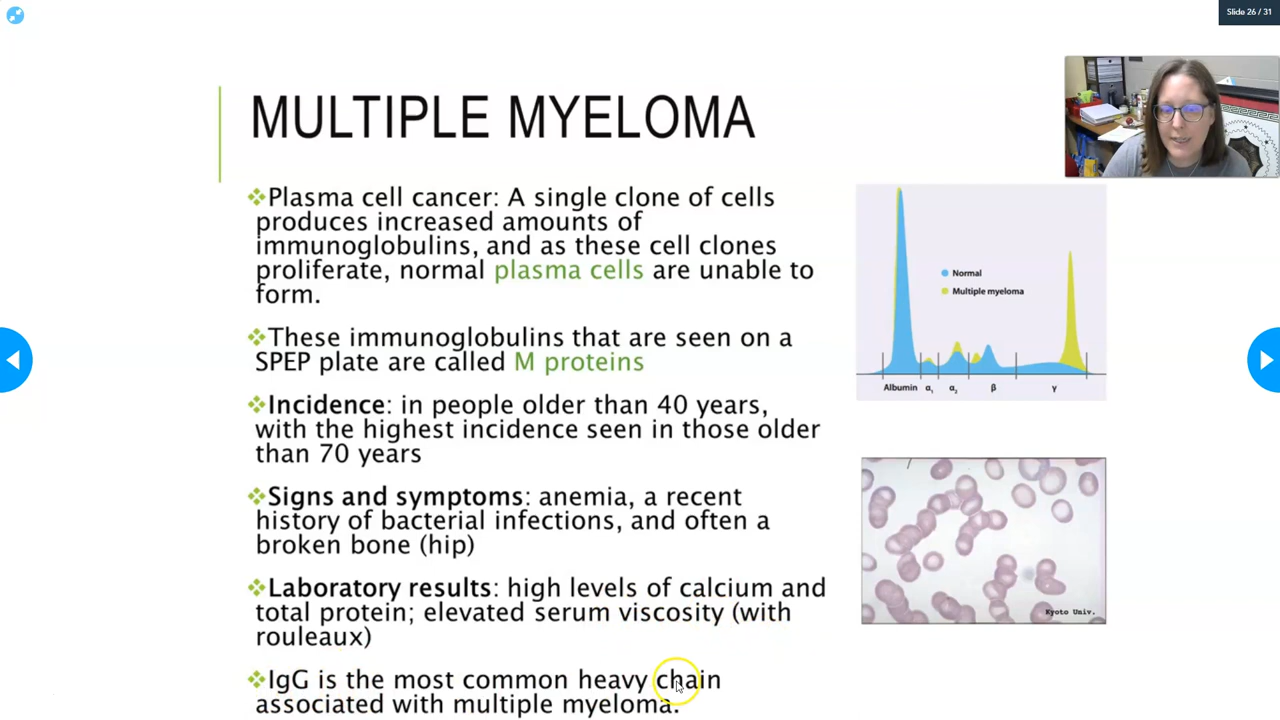 Slide 26 / 31
MULTIPLE MYELOMA
❖Plasma cell cancer: A single clone of cells
produces increased amounts of
immunoglobulins, and as these cell clones
proliferate, normal plasma cells are unable to
form.
❖These immunoglobulins that are seen on a
SPEP plate are called M proteins
❖Incidence: in people older than 40 years,
with the highest incidence seen in those older
than 70 years
❖Signs and symptoms: anemia, a recent
history of bacterial infections, and often a
broken bone (hip)
❖Laboratory results: high levels of calcium and
total protein; elevated serum viscosity (with
rouleaux)
❖IgG is the most common heavy chain
associated with multiple myeloma.
Normal
Multiple myeloma
Albumin α1 α2 β γ
Kyoto Univ.